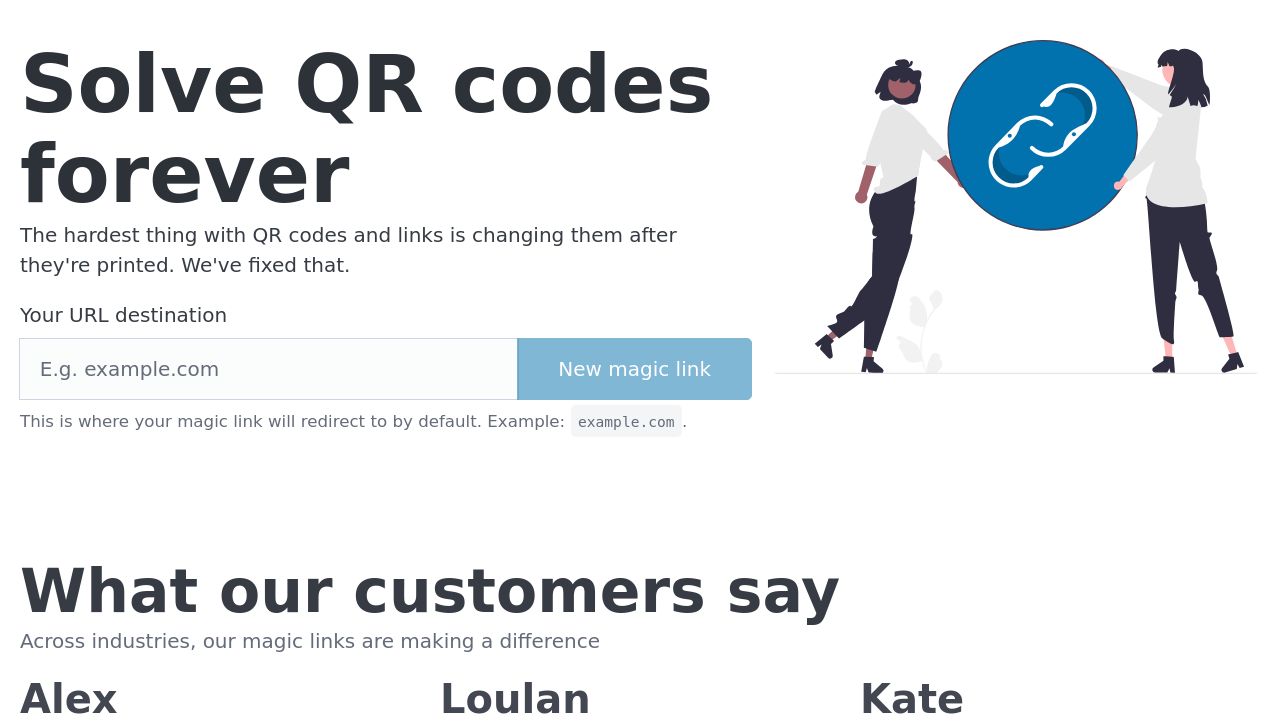 Solve QR codes
forever
The hardest thing with QR codes and links is changing them after
they're printed. We've fixed that.
Your URL destination
E.g. example.com
New magic link
This is where your magic link will redirect to by default. Example: example.com.
What our customers say
Across industries, our magic links are making a difference
Alex
Loulan
Kate